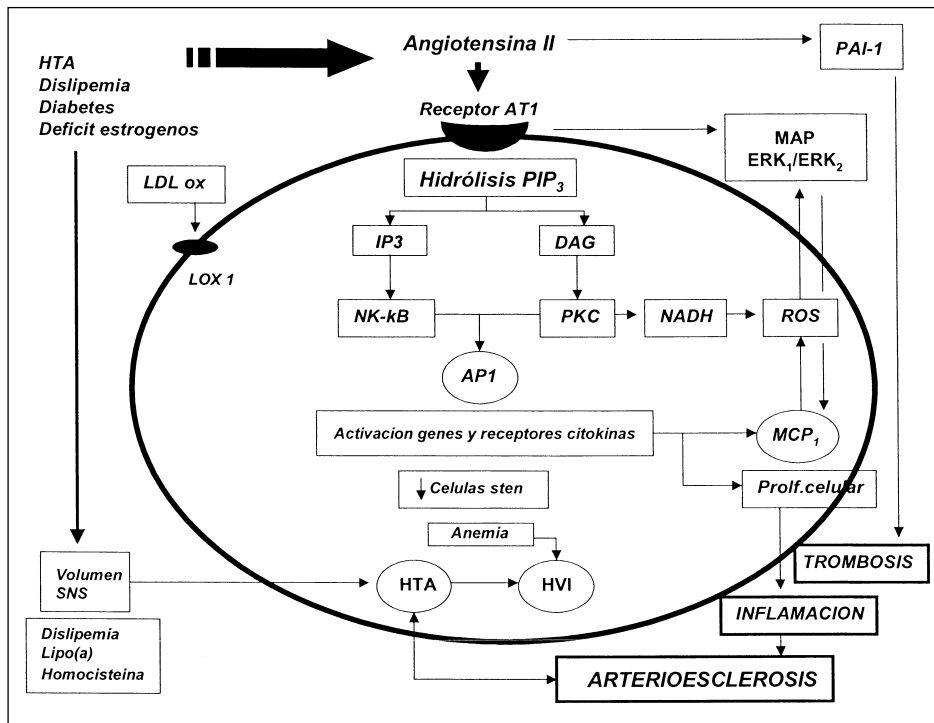 Angiotensina II
PAI-1
HTA
Dislipemia
Diabetes
Deficit estrogenos
Receptor AT1
MAP
ERK1/ERK2
LDL ox
Hidrólisis PIP3
IP3
DAG
LOX 1
NK-kB
PKC
NADH
ROS
AP1
Activacion genes y receptores citokinas
MCP1
Celulas sten
Prolf.celular
Anemia
TROMBOSIS
Volumen
SNS
HTA
HVI
INFLAMACION
Dislipemia
Lipo(a)
Homocisteina
ARTERIOESCLEROSIS